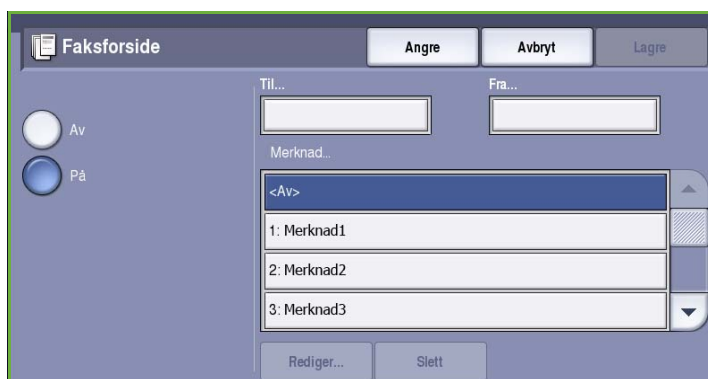 Faksforside Angre Avbryt Lagre
Til... Fra...
Av
På
Merknad...
<Av>
1: Merknad1
2: Merknad2
3: Merknad3
Rediger... Slett